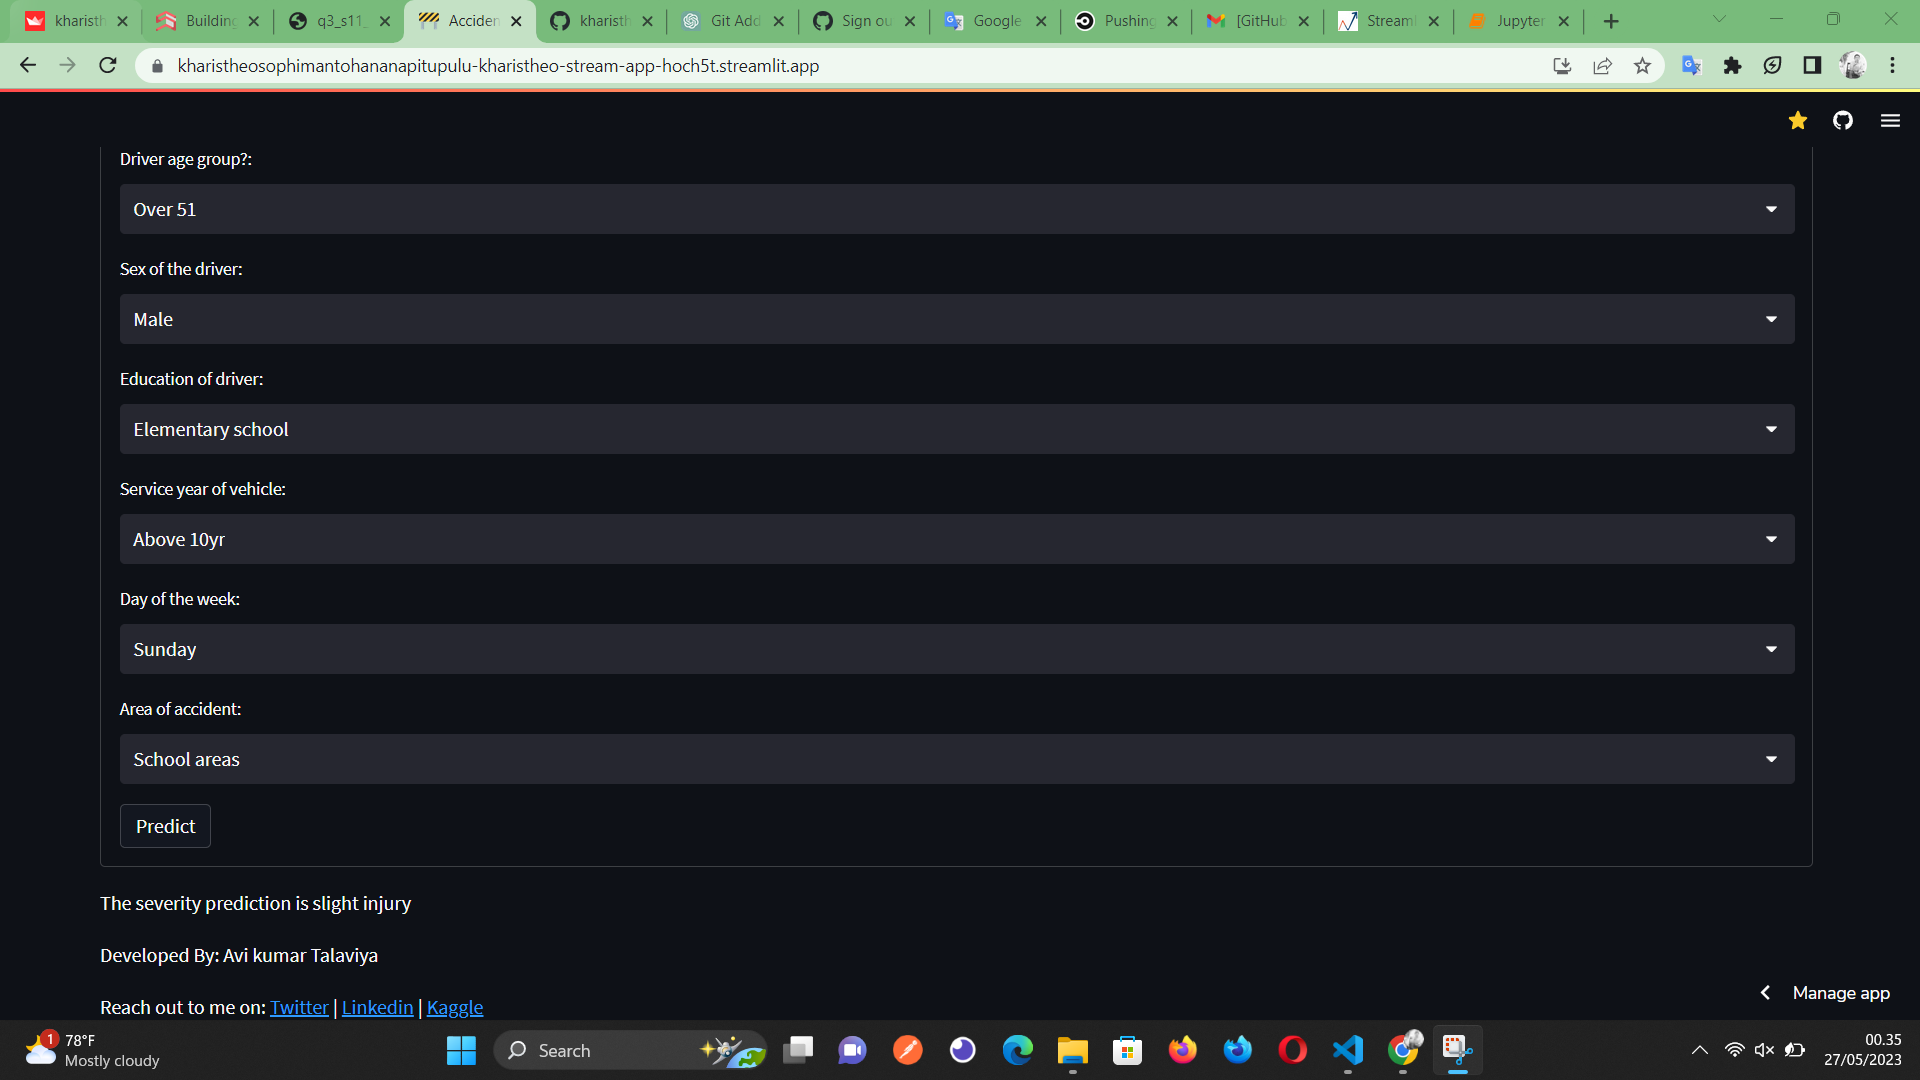 kharisth
Building
q3_s11_
Acciden
kharisth
Git Add
Sign ou
Google
Pushing
[GitHub
Streaml
Jupyter
kharistheosophimantohananapitupulu-kharistheo-stream-app-hoch5t.streamlit.app
Driver age group?:
Over 51
Sex of the driver:
Male
Education of driver:
Elementary school
Service year of vehicle:
Above 10yr
Day of the week:
Sunday
Area of accident:
School areas
Predict
The severity prediction is slight injury
Developed By: Avi kumar Talaviya
Reach out to me on: Twitter | Linkedin | Kaggle
Manage app
1
78°F
Mostly cloudy
Search
00.35
27/05/2023